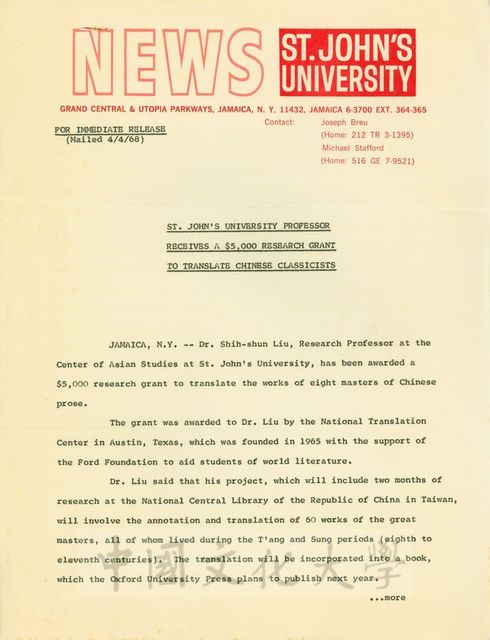 NEWS
ST. JOHN'S
UNIVERSITY
GRAND CENTRAL & UTOPIA PARKWAYS, JAMAICA, N. Y. 11432, JAMAICA 6-3700 EXT. 364-365
FOR IMMEDIATE RELEASE
(Mailed 4/4/68)
Contact: Joseph Breu
(Home: 212 TR 3-1395)
Michael Stafford
(Home: 516 GE 7-9521)
ST. JOHN'S UNIVERSITY PROFESSOR
RECEIVES A $5,000 RESEARCH GRANT
TO TRANSLATE CHINESE CLASSICISTS
JAMAICA, N.Y. -- Dr. Shih-shun Liu, Research Professor at the
Center of Asian Studies at St. John's University, has been awarded a
$5,000 research grant to translate the works of eight masters of Chinese
prose.
The grant was awarded to Dr. Liu by the National Translation
Center in Austin, Texas, which was founded in 1965 with the support of
the Ford Foundation to aid students of world literature.
Dr. Liu said that his project, which will include two months of
research at the National Central Library of the Republic of China in Taiwan,
will involve the annotation and translation of 60 works of the great
masters, all of whom lived during the T'ang and Sung periods (eighth to
eleventh centuries). The translation will be incorporated into a book,
which the Oxford University Press plans to publish next year.
中國文化大學
...more